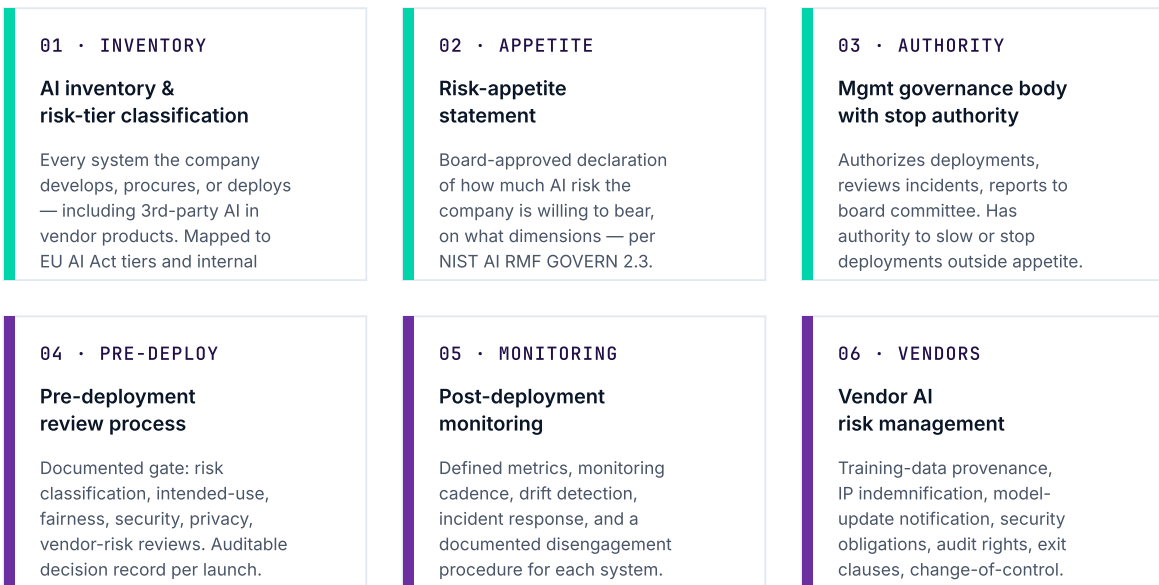 01 · INVENTORY
AI inventory &
risk-tier classification
Every system the company
develops, procures, or deploys
— including 3rd-party AI in
vendor products. Mapped to
EU AI Act tiers and internal
02 · APPETITE
Risk-appetite
statement
Board-approved declaration
of how much AI risk the
company is willing to bear,
on what dimensions — per
NIST AI RMF GOVERN 2.3.
03 · AUTHORITY
Mgmt governance body
with stop authority
Authorizes deployments,
reviews incidents, reports to
board committee. Has
authority to slow or stop
deployments outside appetite.
04 · PRE-DEPLOY
Pre-deployment
review process
Documented gate: risk
classification, intended-use,
fairness, security, privacy,
vendor-risk reviews. Auditable
decision record per launch.
05 · MONITORING
Post-deployment
monitoring
Defined metrics, monitoring
cadence, drift detection,
incident response, and a
documented disengagement
procedure for each system.
06 · VENDORS
Vendor AI
risk management
Training-data provenance,
IP indemnification, model-
update notification, security
obligations, audit rights, exit
clauses, change-of-control.